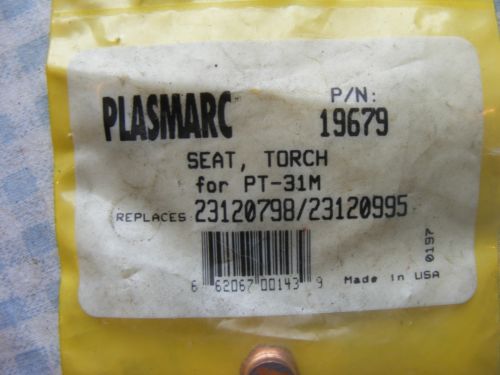 PLASMARC
P/N:
19679
SEAT, TORCH
for PT-31M
REPLACES 23120798/23120995
6 62067 00143 9
Made in USA
0197